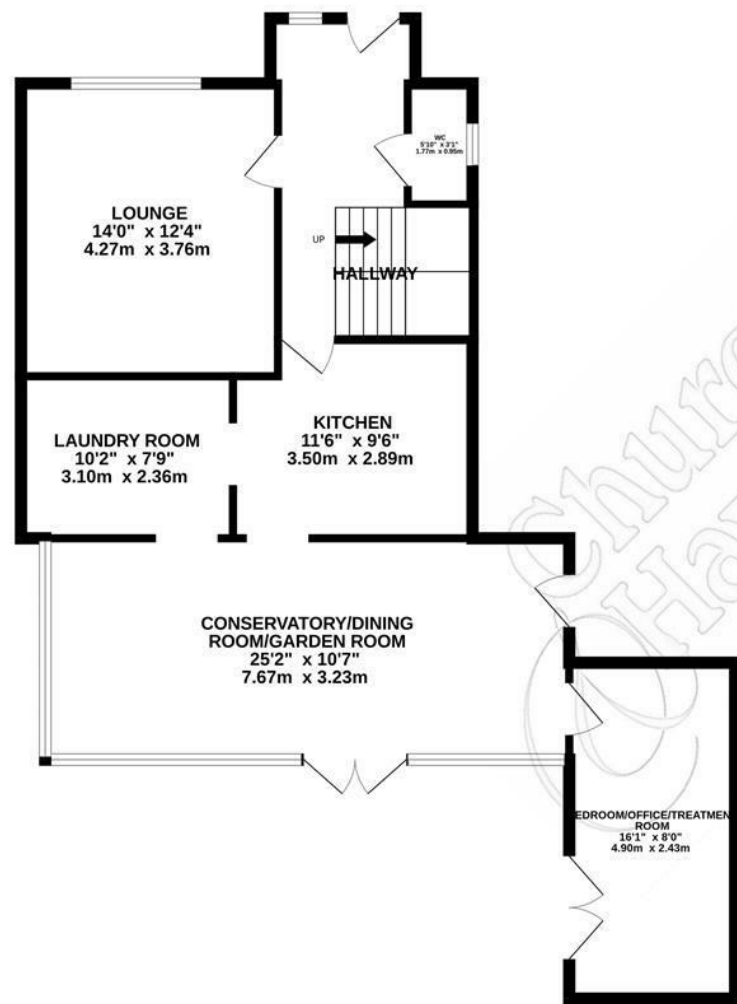 WC
5'10" x 3'1"
1.77m x 0.95m
LOUNGE
14'0" x 12'4"
4.27m x 3.76m
UP
HALLWAY
KITCHEN
11'6" x 9'6"
3.50m x 2.89m
LAUNDRY ROOM
10'2" x 7'9"
3.10m x 2.36m
CONSERVATORY/DINING
ROOM/GARDEN ROOM
25'2" x 10'7"
7.67m x 3.23m
EDROOM/OFFICE/TREATMEN
ROOM
16'1" x 8'0"
4.90m x 2.43m